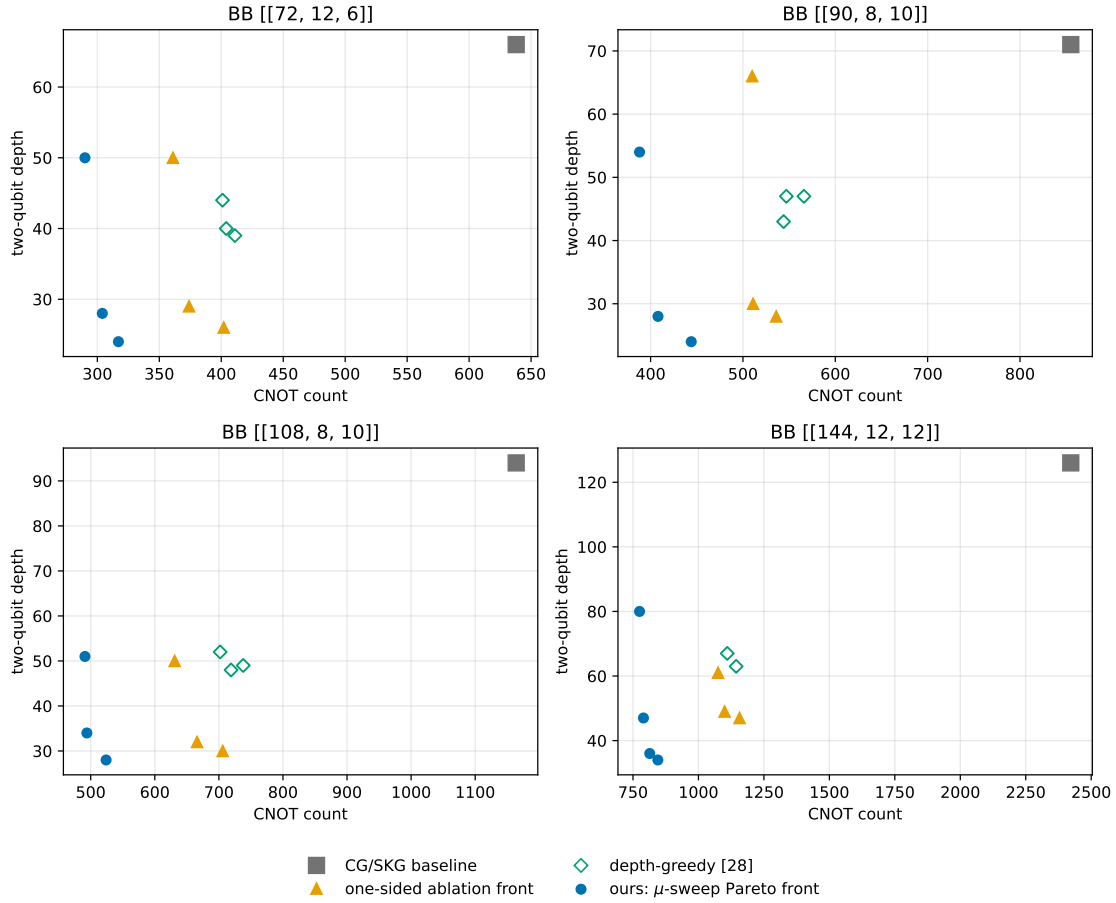 BB [[72, 12, 6]]
two-qubit depth
60
50
40
30
300 350 400 450 500 550 600 650
CNOT count
BB [[90, 8, 10]]
two-qubit depth
70
60
50
40
30
400 500 600 700 800
CNOT count
BB [[108, 8, 10]]
two-qubit depth
90
80
70
60
50
40
30
500 600 700 800 900 1000 1100
CNOT count
BB [[144, 12, 12]]
two-qubit depth
120
100
80
60
40
750 1000 1250 1500 1750 2000 2250 2500
CNOT count
CG/SKG baseline
one-sided ablation front
depth-greedy [28]
ours: μ-sweep Pareto front